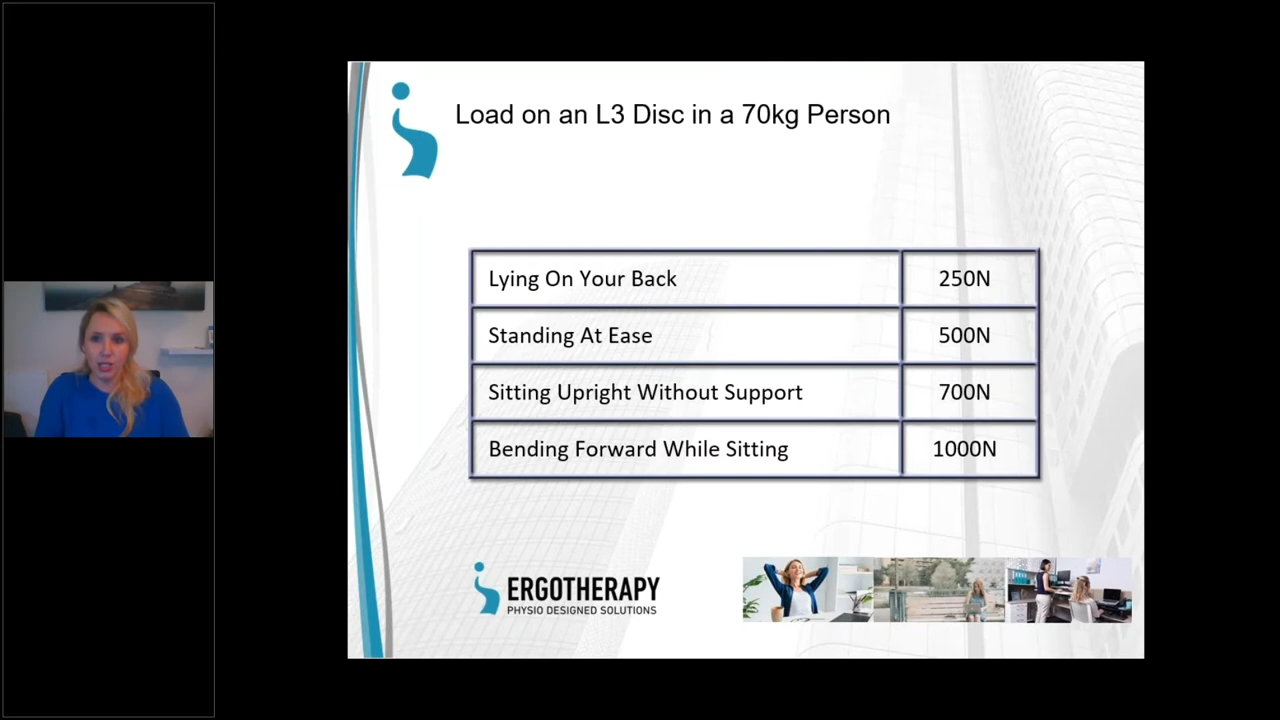 Load on an L3 Disc in a 70kg Person
Lying On Your Back 250N
Standing At Ease 500N
Sitting Upright Without Support 700N
Bending Forward While Sitting 1000N
ERGOTHERAPY
PHYSIO DESIGNED SOLUTIONS